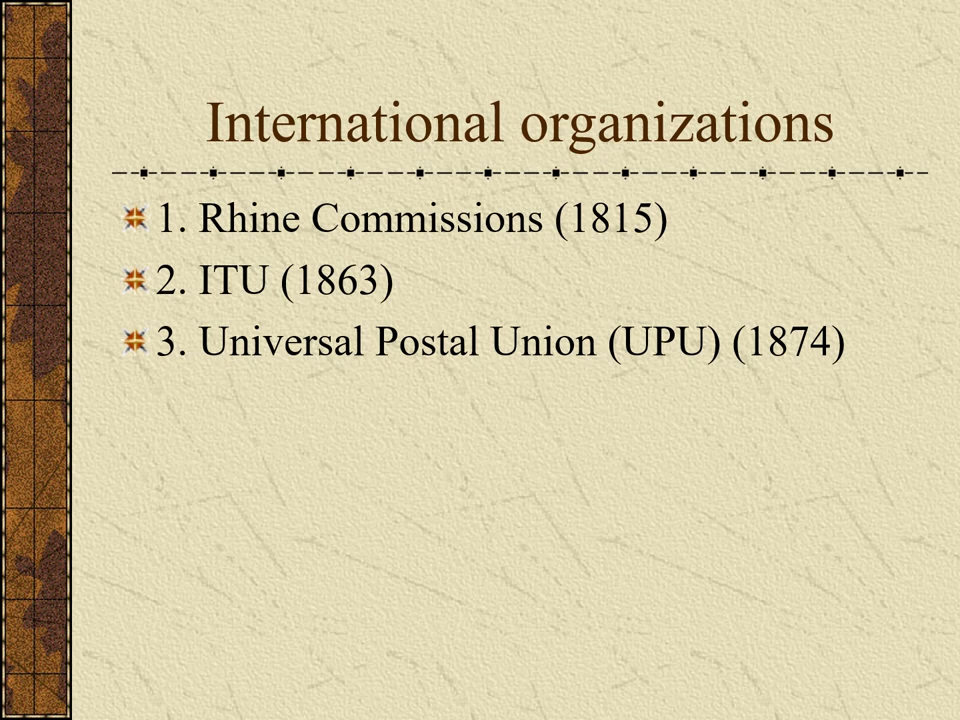 International organizations
1. Rhine Commissions (1815)
2. ITU (1863)
3. Universal Postal Union (UPU) (1874)